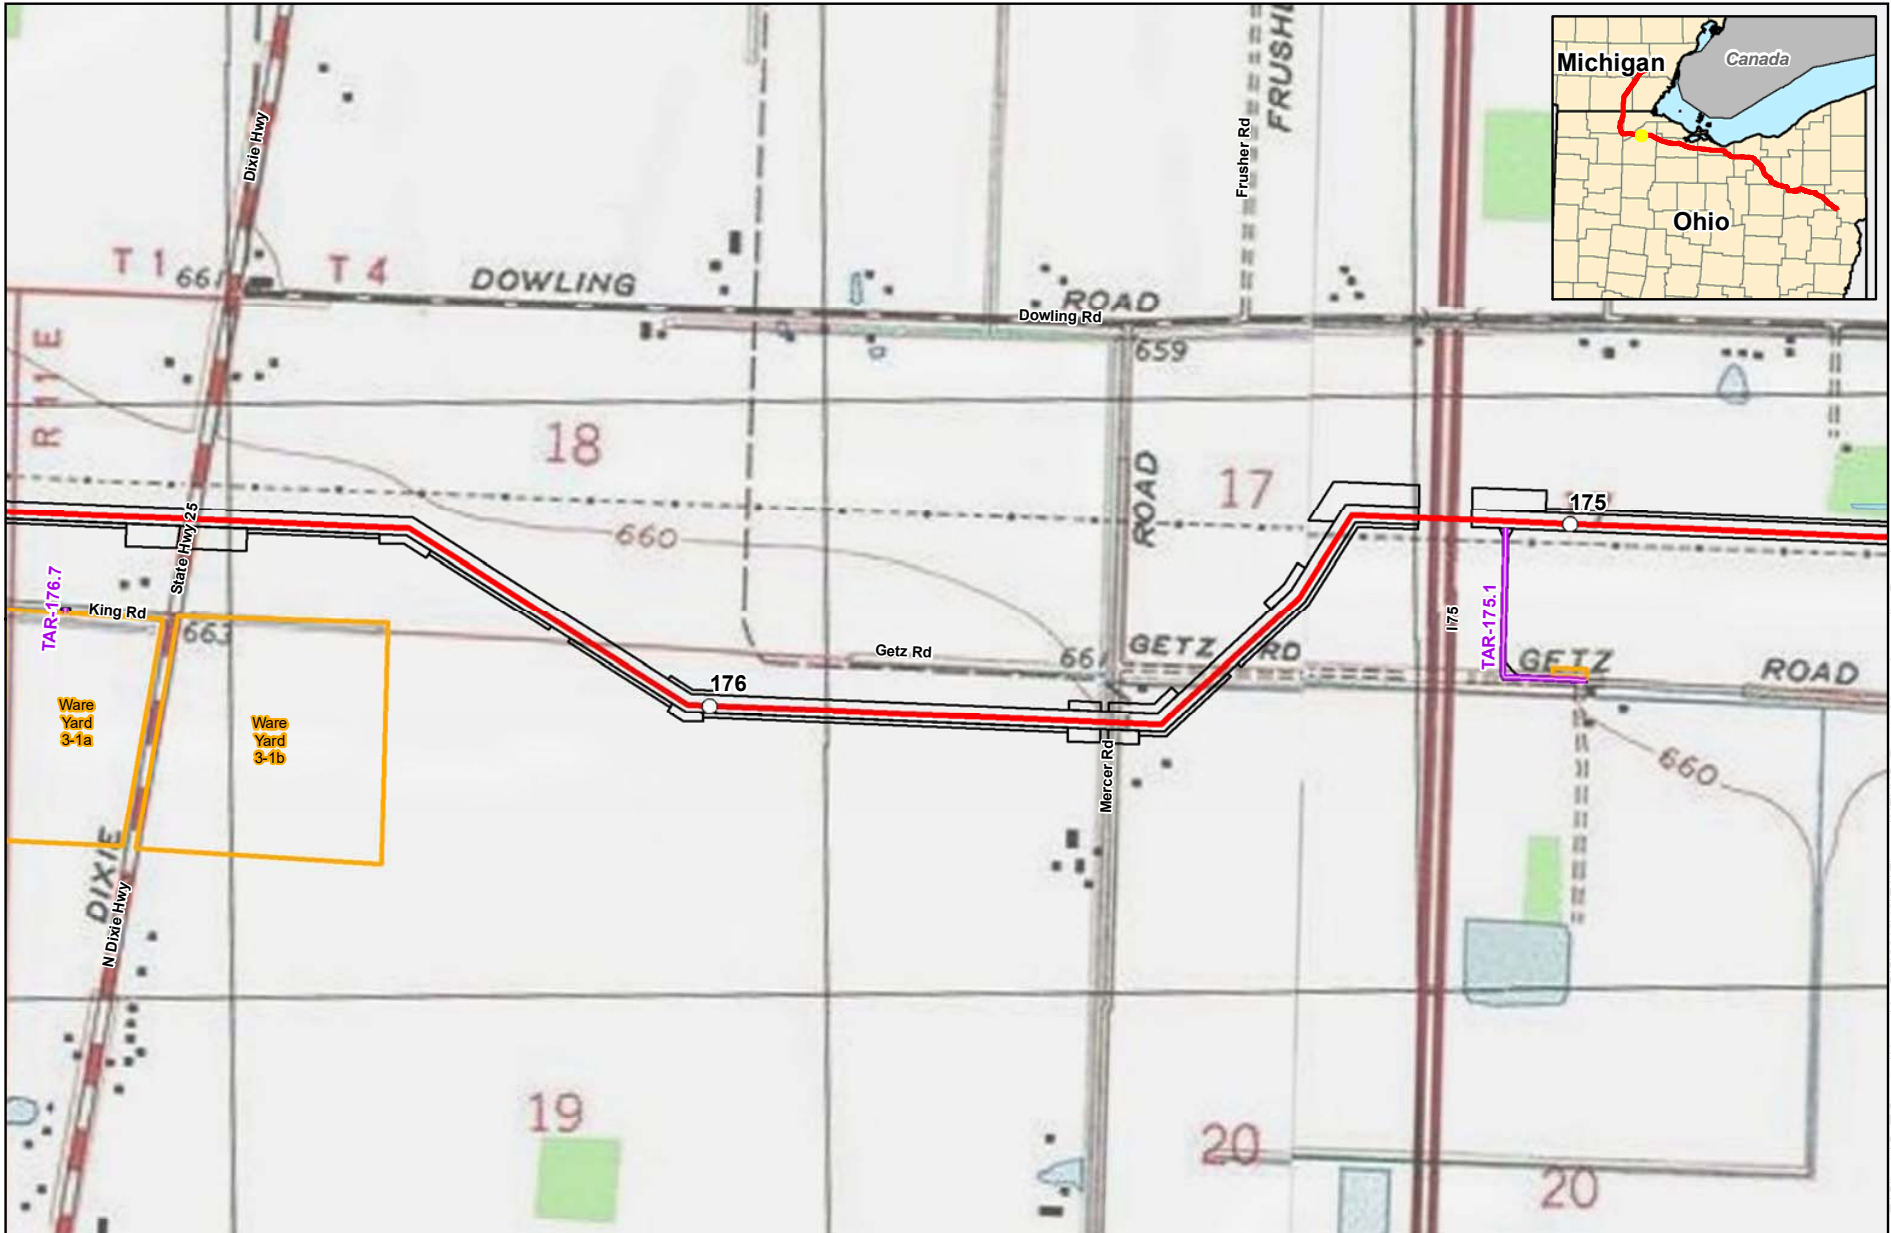 Michigan
Canada
Ohio
FRUSH
Frusher Rd
Dixie Hwy
T 1
66
T 4
DOWLING
ROAD
Dowling Rd
659
R 11 E
18
ROAD
17
175
660
State Hwy 25
TAR-176.7
King Rd
663
Getz Rd
66
GETZ RD
I 75
TAR-175.1
GETZ
ROAD
176
Ware
Yard
3-1a
Ware
Yard
3-1b
Mercer Rd
660
DIXIE
N Dixie Hwy
19
20
20